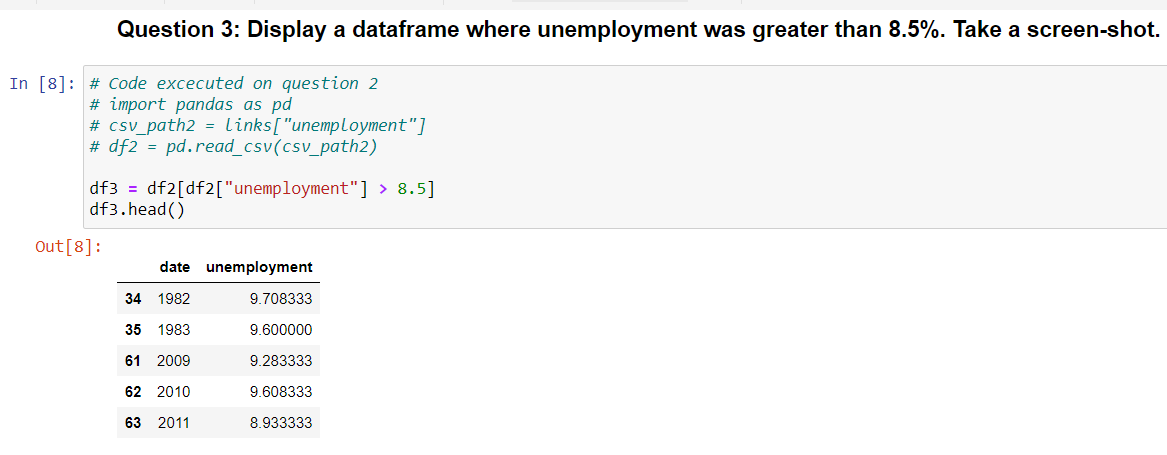 Question 3: Display a dataframe where unemployment was greater than 8.5%. Take a screen-shot.
In [8]: # Code excecuted on question 2
# import pandas as pd
# csv_path2 = links["unemployment"]
# df2 = pd.read_csv(csv_path2)
df3 = df2[df2["unemployment"] > 8.5]
df3.head()
Out[8]:
date unemployment
34 1982 9.708333
35 1983 9.600000
61 2009 9.283333
62 2010 9.608333
63 2011 8.933333